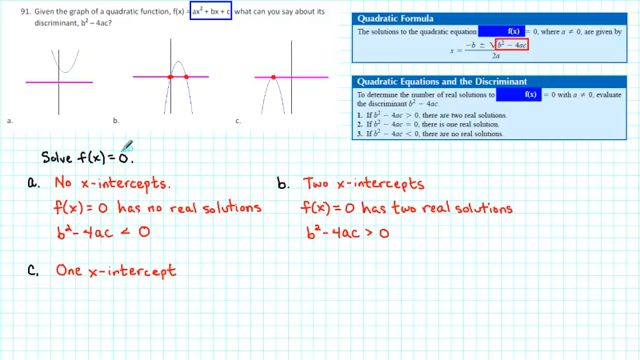 91. Given the graph of a quadratic function, f(x) = ax² + bx + c, what can you say about its
discriminant, b² – 4ac?
a.
b.
c.
Quadratic Formula
The solutions to the quadratic equation f(x) = 0, where a ≠ 0, are given by
x = (-b ± √b² – 4ac) / 2a
Quadratic Equations and the Discriminant
To determine the number of real solutions to f(x) = 0 with a ≠ 0, evaluate
the discriminant b² – 4ac.
1. If b² – 4ac > 0, there are two real solutions.
2. If b² – 4ac = 0, there is one real solution.
3. If b² – 4ac < 0, there are no real solutions.
Solve f(x) = 0.
a. No x-intercepts.
f(x) = 0 has no real solutions
b² - 4ac < 0
b. Two x-intercepts
f(x) = 0 has two real solutions
b² - 4ac > 0
c. One x-intercept